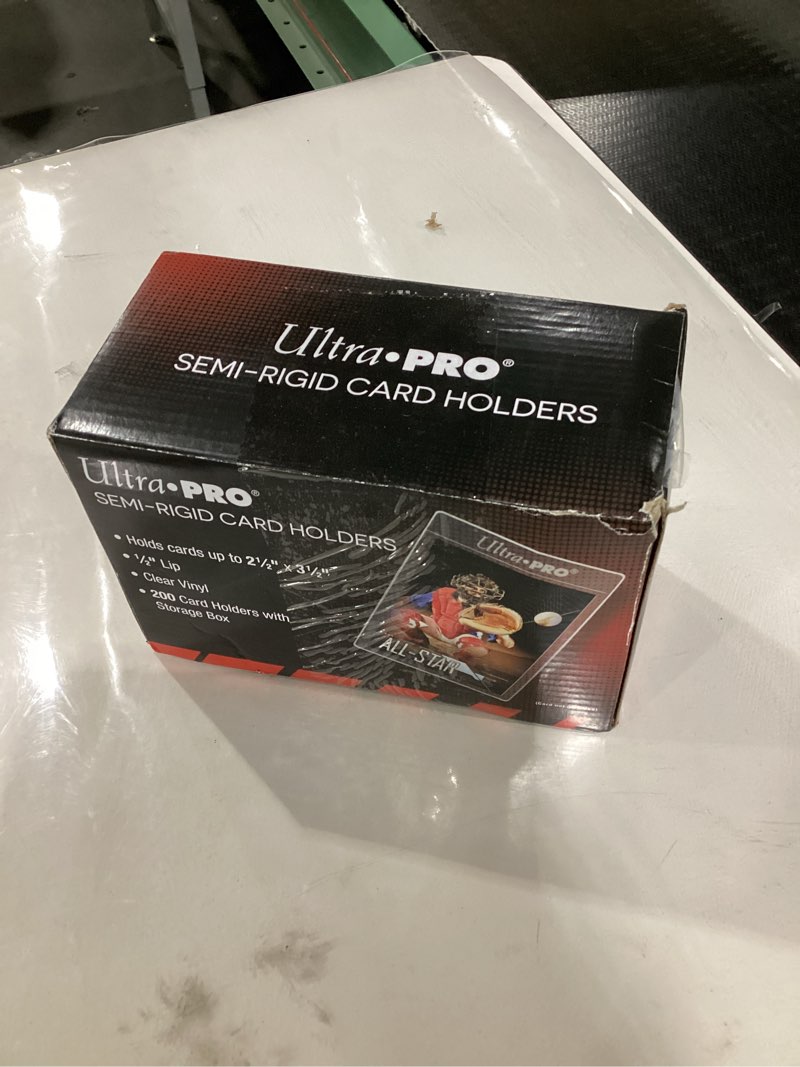 Ultra•PRO®
SEMI-RIGID CARD HOLDERS
Ultra•PRO®
SEMI-RIGID CARD HOLDERS
• Holds cards up to 2½" x 3½"
• ½" Lip
• Clear Vinyl
• 200 Card Holders with
Storage Box
Ultra•PRO®
ALL-STAR